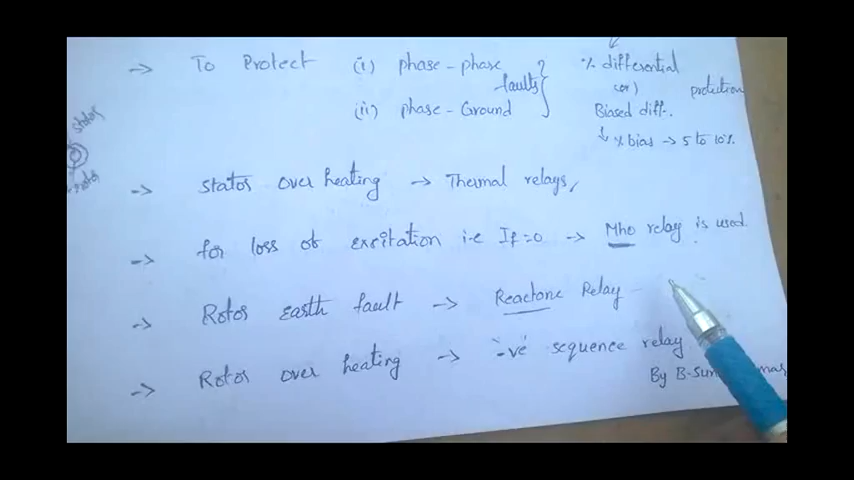 -> To Protect (i) phase-phase % differential
faults (or) protection
(ii) phase-Ground Biased diff.
↓ % bias -> 5 to 10%.
stator
-> stator over heating -> Thermal relays,
rotor
-> for loss of excitation i.e If=0 -> Mho relay is used.
-> Rotor earth fault -> Reactone Relay -
-> Rotor over heating -> '-ve' sequence relay
By B-Sun